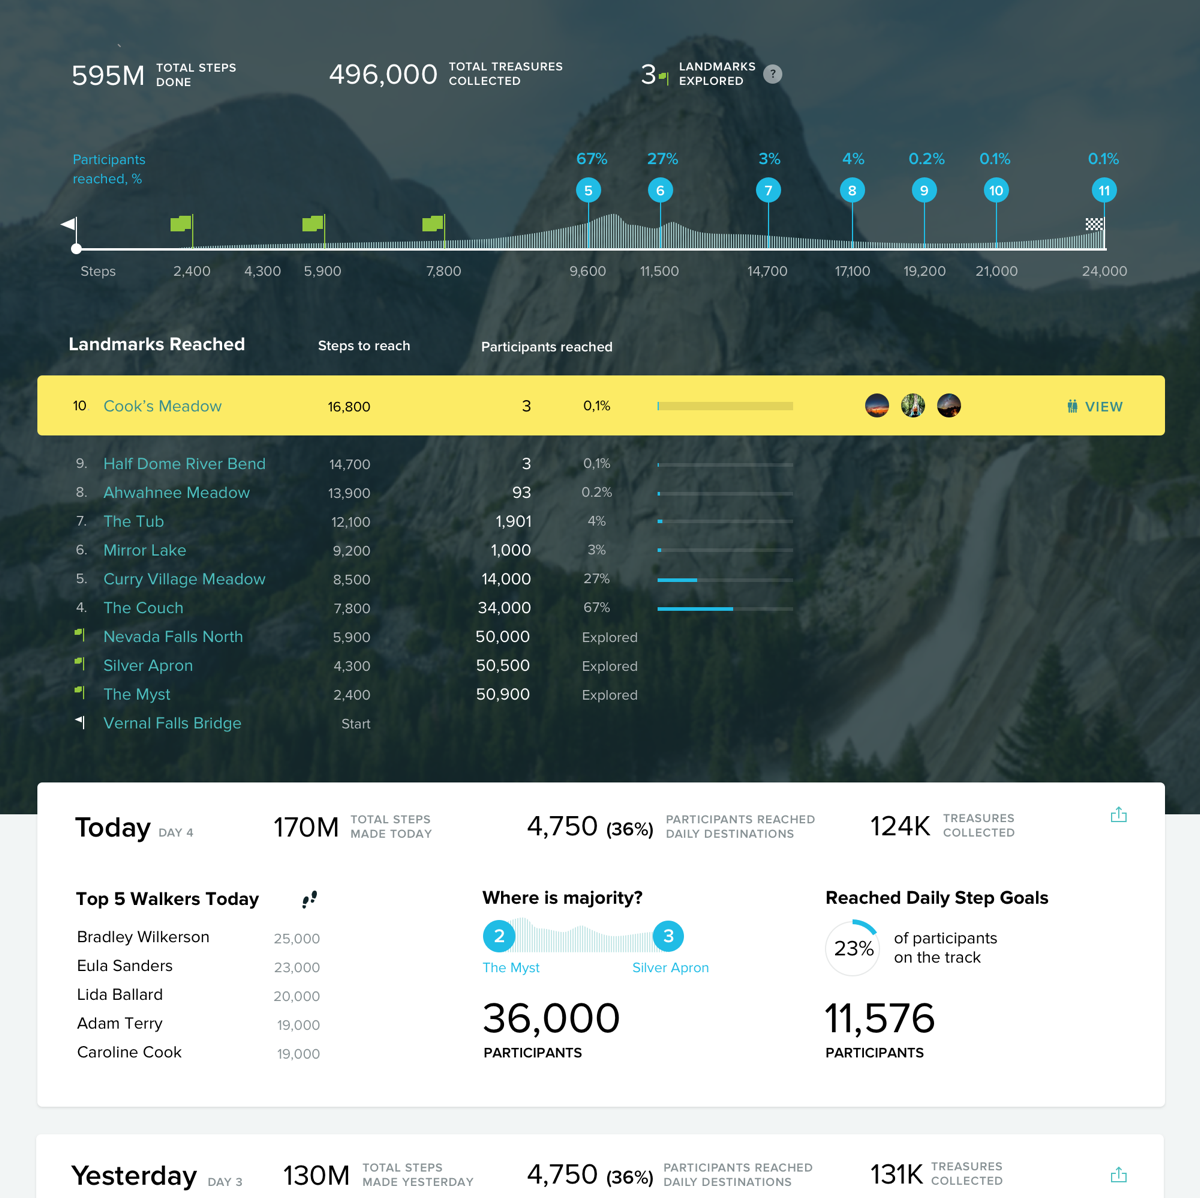 595M TOTAL STEPS DONE
496,000 TOTAL TREASURES COLLECTED
3 LANDMARKS EXPLORED ?
Participants reached, %
67% 27% 3% 4% 0.2% 0.1% 0.1%
5 6 7 8 9 10 11
Steps 2,400 4,300 5,900 7,800 9,600 11,500 14,700 17,100 19,200 21,000 24,000
Landmarks Reached Steps to reach Participants reached
10. Cook's Meadow 16,800 3 0,1% VIEW
9. Half Dome River Bend 14,700 3 0,1%
8. Ahwahnee Meadow 13,900 93 0.2%
7. The Tub 12,100 1,901 4%
6. Mirror Lake 9,200 1,000 3%
5. Curry Village Meadow 8,500 14,000 27%
4. The Couch 7,800 34,000 67%
Nevada Falls North 5,900 50,000 Explored
Silver Apron 4,300 50,500 Explored
The Myst 2,400 50,900 Explored
Vernal Falls Bridge Start
Today DAY 4
170M TOTAL STEPS MADE TODAY
4,750 (36%) PARTICIPANTS REACHED DAILY DESTINATIONS
124K TREASURES COLLECTED
Top 5 Walkers Today
Bradley Wilkerson 25,000
Eula Sanders 23,000
Lida Ballard 20,000
Adam Terry 19,000
Caroline Cook 19,000
Where is majority?
2 3
The Myst Silver Apron
36,000
PARTICIPANTS
Reached Daily Step Goals
23% of participants on the track
11,576
PARTICIPANTS
Yesterday DAY 3
130M TOTAL STEPS MADE YESTERDAY
4,750 (36%) PARTICIPANTS REACHED DAILY DESTINATIONS
131K TREASURES COLLECTED